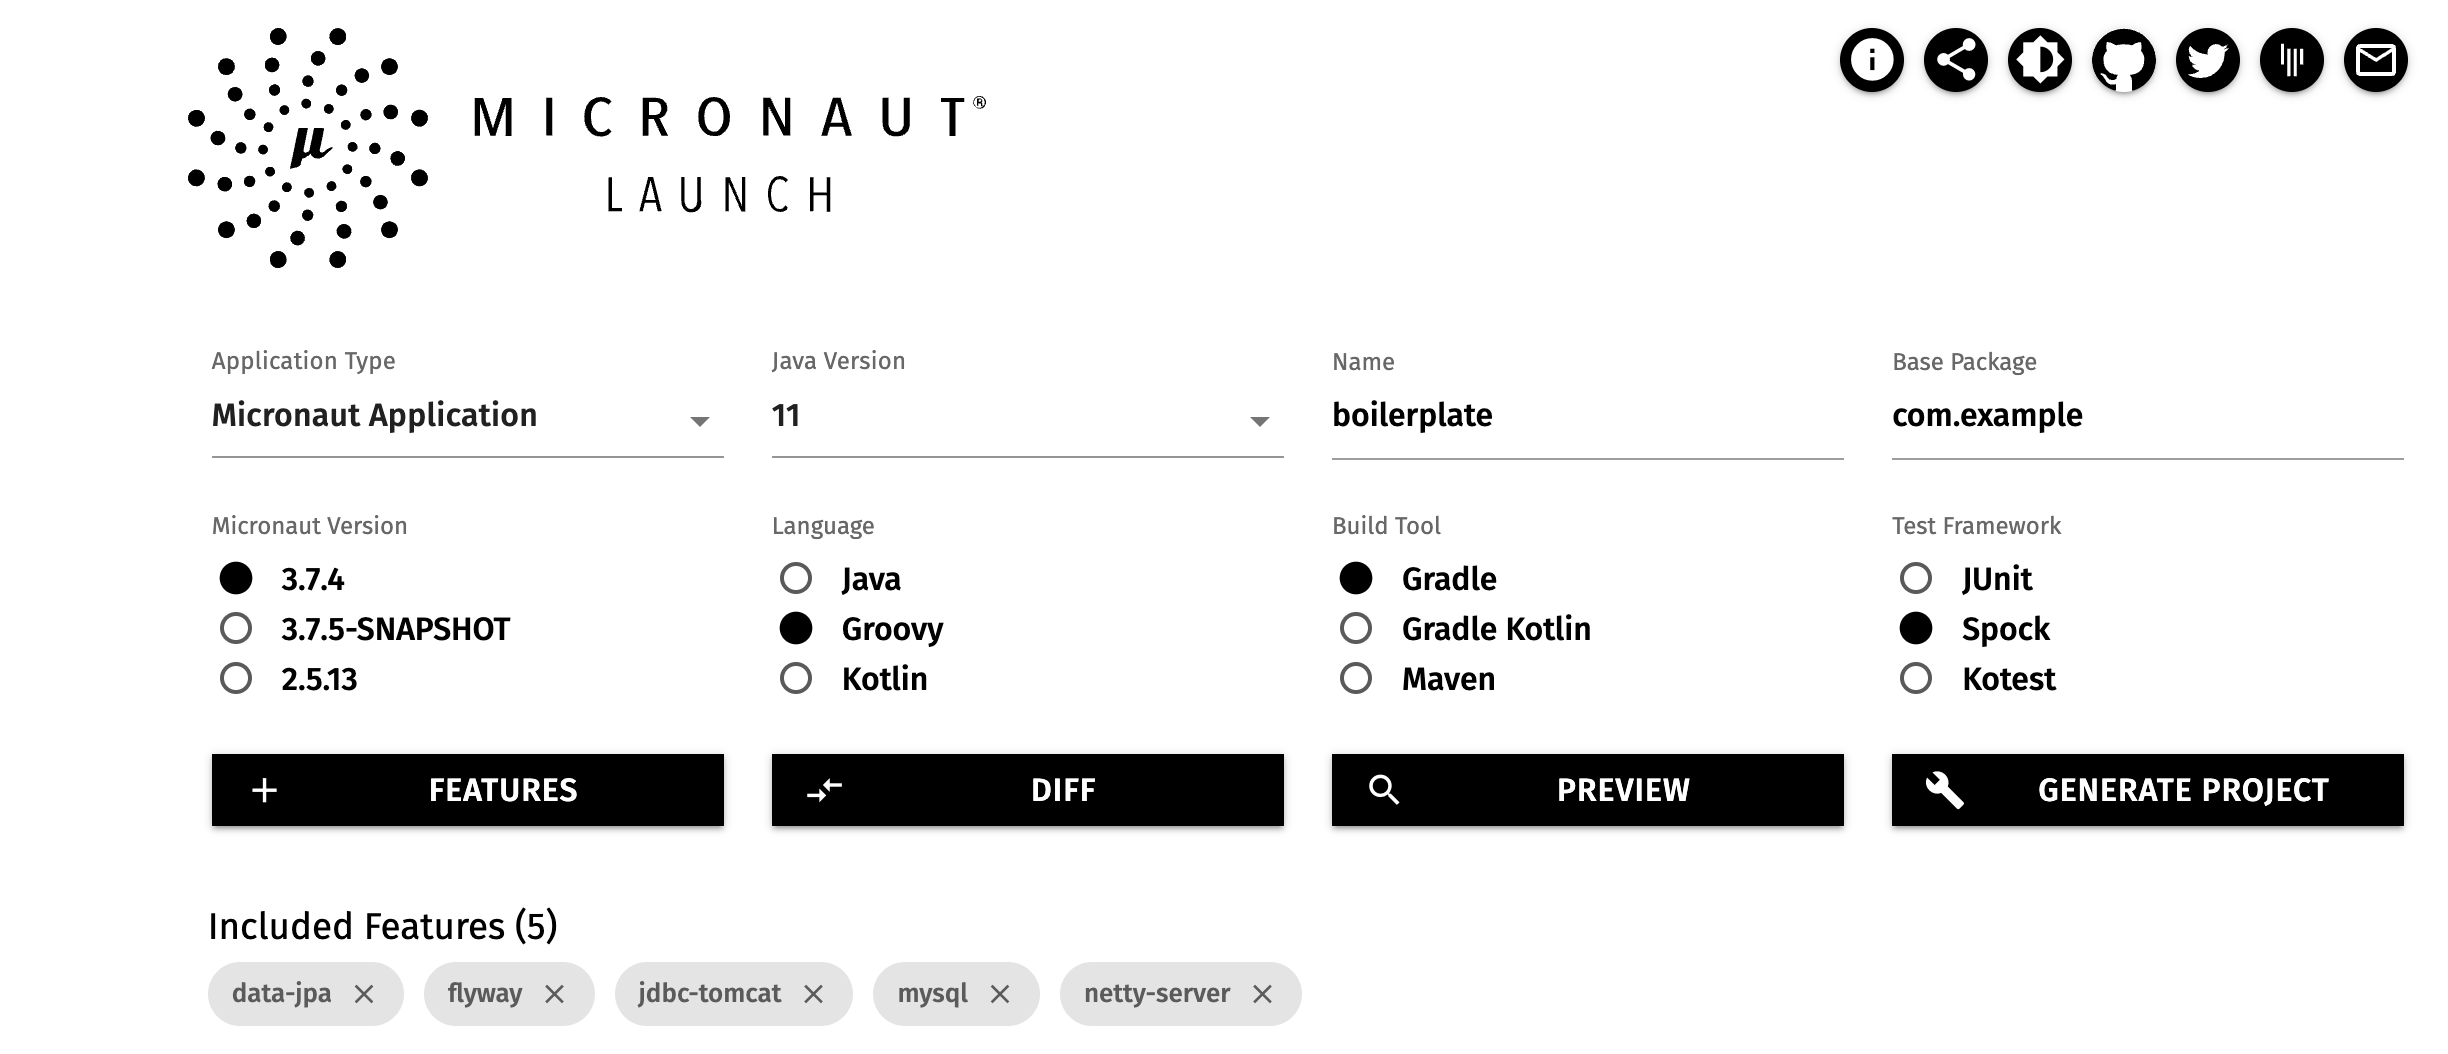 µ
MICRONAUT®
LAUNCH
Application Type
Micronaut Application
Java Version
11
Name
boilerplate
Base Package
com.example
Micronaut Version
3.7.4
3.7.5-SNAPSHOT
2.5.13
Language
Java
Groovy
Kotlin
Build Tool
Gradle
Gradle Kotlin
Maven
Test Framework
JUnit
Spock
Kotest
FEATURES
DIFF
PREVIEW
GENERATE PROJECT
Included Features (5)
data-jpa
flyway
jdbc-tomcat
mysql
netty-server